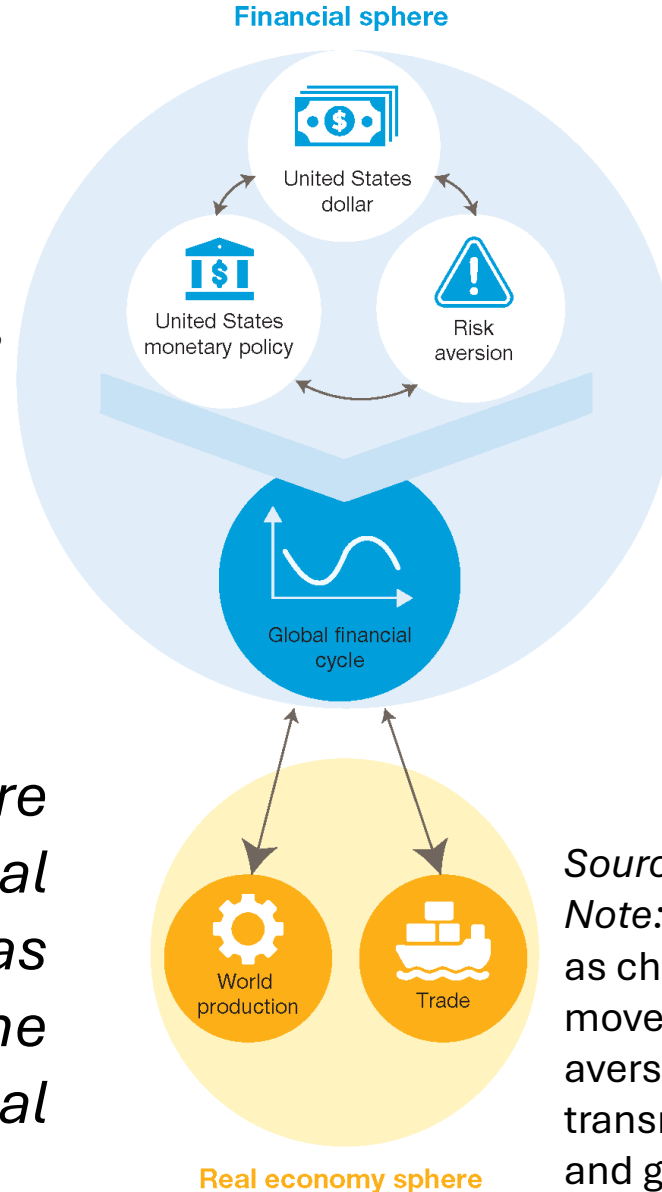 Financial sphere
United States
dollar
United States
monetary policy
Risk
aversion
Global financial
cycle
World
production
Trade
Real economy sphere
re
al
as
ne
al
Sourc
Note:
as ch
move
avers
transr
and g